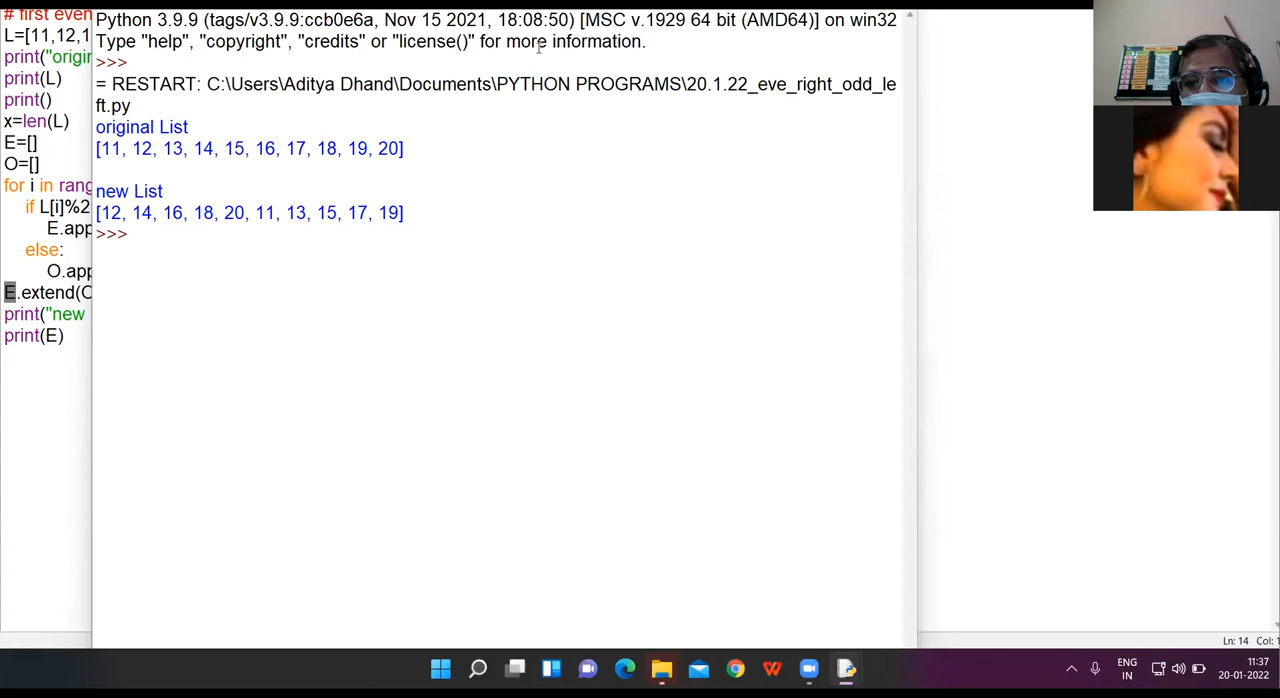 # first even
L=[11,12,1
print("origin
print(L)
print()
x=len(L)
E=[]
O=[]
for i in rang
if L[i]%2
E.app
else:
O.app
E.extend(O
print("new
print(E)
Python 3.9.9 (tags/v3.9.9:ccb0e6a, Nov 15 2021, 18:08:50) [MSC v.1929 64 bit (AMD64)] on win32
Type "help", "copyright", "credits" or "license()" for more information.
>>>
= RESTART: C:\Users\Aditya Dhand\Documents\PYTHON PROGRAMS\20.1.22_eve_right_odd_le
ft.py
original List
[11, 12, 13, 14, 15, 16, 17, 18, 19, 20]
new List
[12, 14, 16, 18, 20, 11, 13, 15, 17, 19]
>>>
Ln: 14 Col: 1
ENG
IN
11:37
20-01-2022